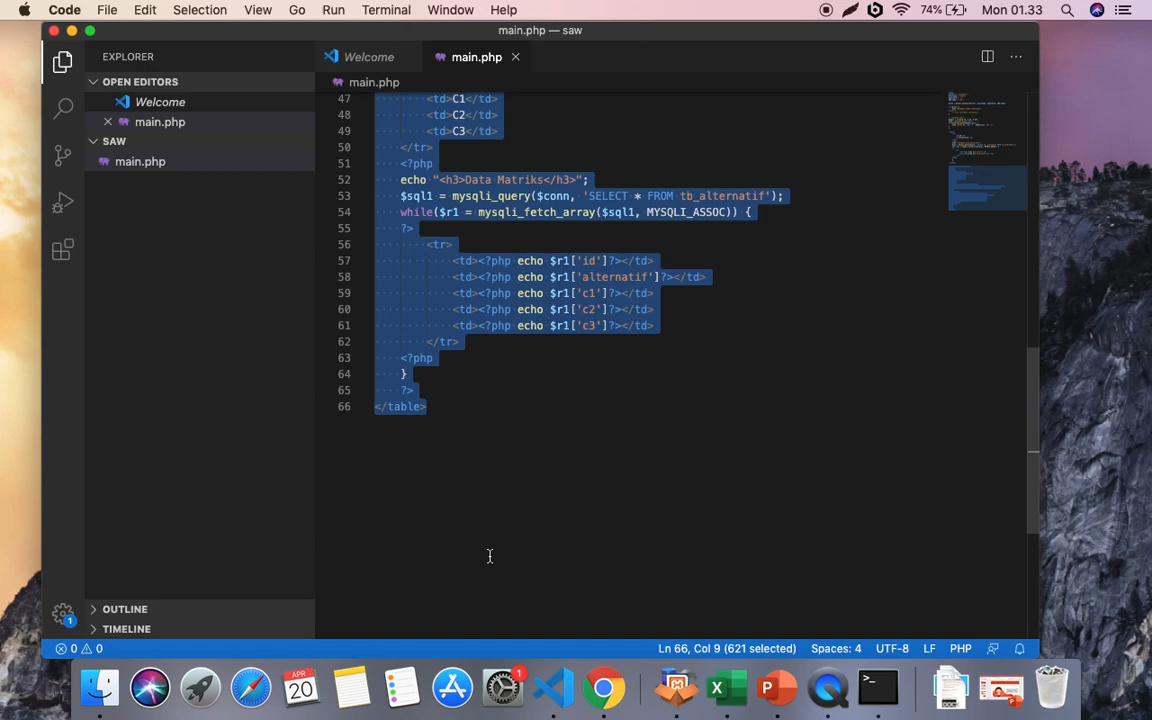 Code File Edit Selection View Go Run Terminal Window Help 74% Mon 01.33
main.php — saw
EXPLORER
OPEN EDITORS
Welcome
main.php
SAW
main.php
OUTLINE
TIMELINE
Welcome main.php
main.php
47 <td>C1</td>
48 <td>C2</td>
49 <td>C3</td>
50 </tr>
51 <?php
52 echo "<h3>Data Matriks</h3>";
53 $sql1 = mysqli_query($conn, 'SELECT * FROM tb_alternatif');
54 while($r1 = mysqli_fetch_array($sql1, MYSQLI_ASSOC)) {
55 ?>
56 <tr>
57 <td><?php echo $r1['id']?></td>
58 <td><?php echo $r1['alternatif']?></td>
59 <td><?php echo $r1['c1']?></td>
60 <td><?php echo $r1['c2']?></td>
61 <td><?php echo $r1['c3']?></td>
62 </tr>
63 <?php
64 }
65 ?>
66 </table>
1
0 0 Ln 66, Col 9 (621 selected) Spaces: 4 UTF-8 LF PHP
APR
20
1